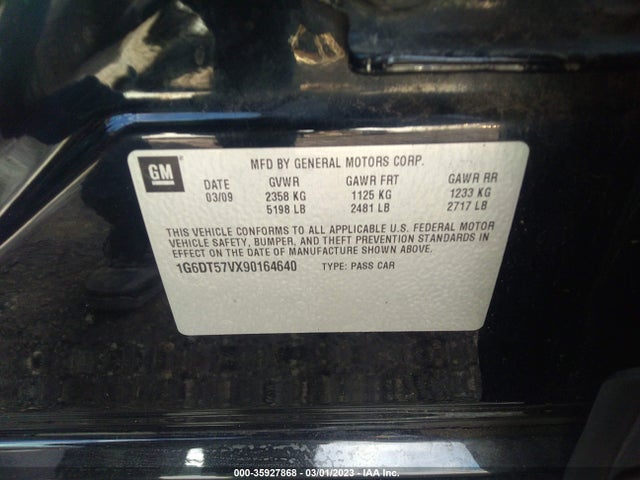 GM
MFD BY GENERAL MOTORS CORP.
DATE GVWR GAWR FRT GAWR RR
03/09 2358 KG 1125 KG 1233 KG
5198 LB 2481 LB 2717 LB
THIS VEHICLE CONFORMS TO ALL APPLICABLE U.S. FEDERAL MOTOR
VEHICLE SAFETY, BUMPER, AND THEFT PREVENTION STANDARDS IN
EFFECT ON THE DATE OF MANUFACTURE SHOWN ABOVE.
1G6DT57VX90164640 TYPE: PASS CAR
000-35927868 - 03/01/2023 - IAA Inc.